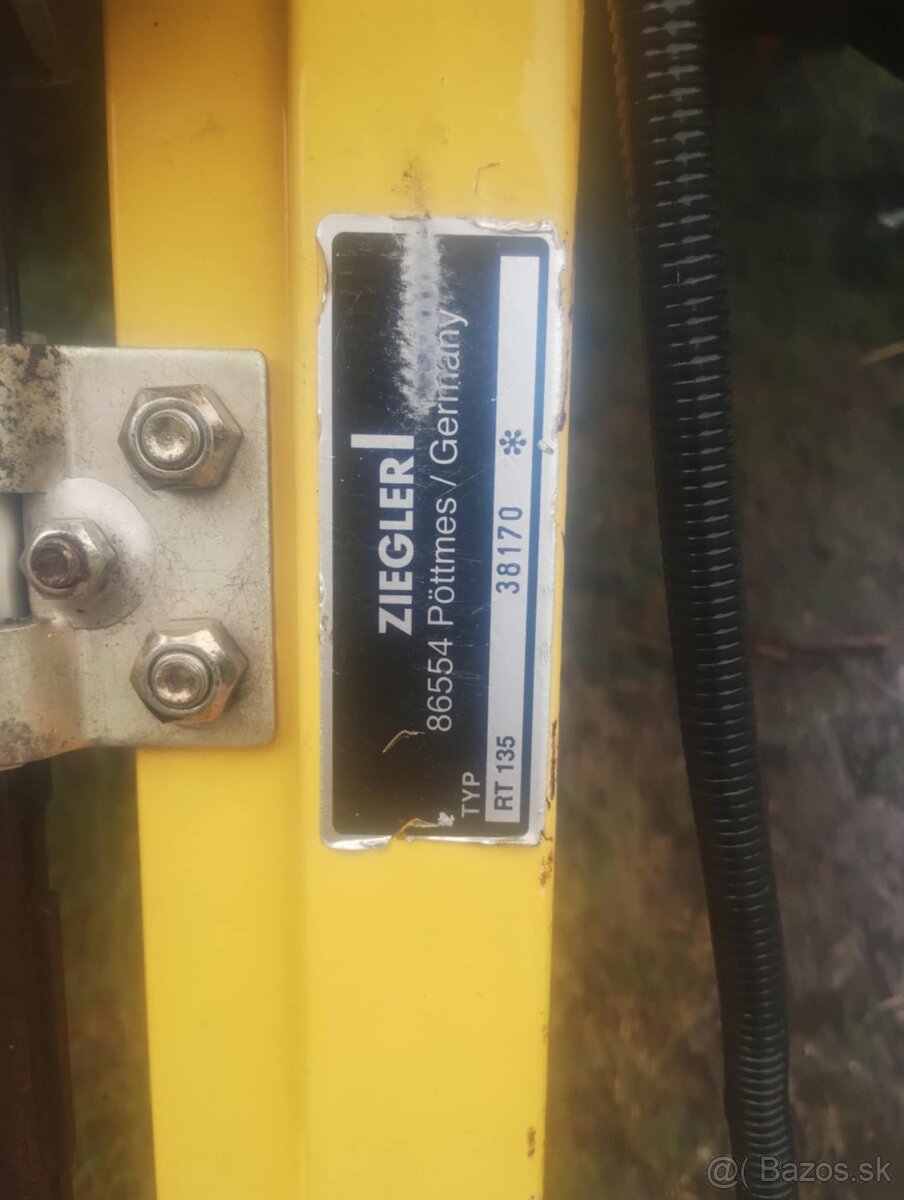 ZIEGLER
86554 Pöttmes / Germany
TYP
RT 135 38170 *
@( Bazos.sk